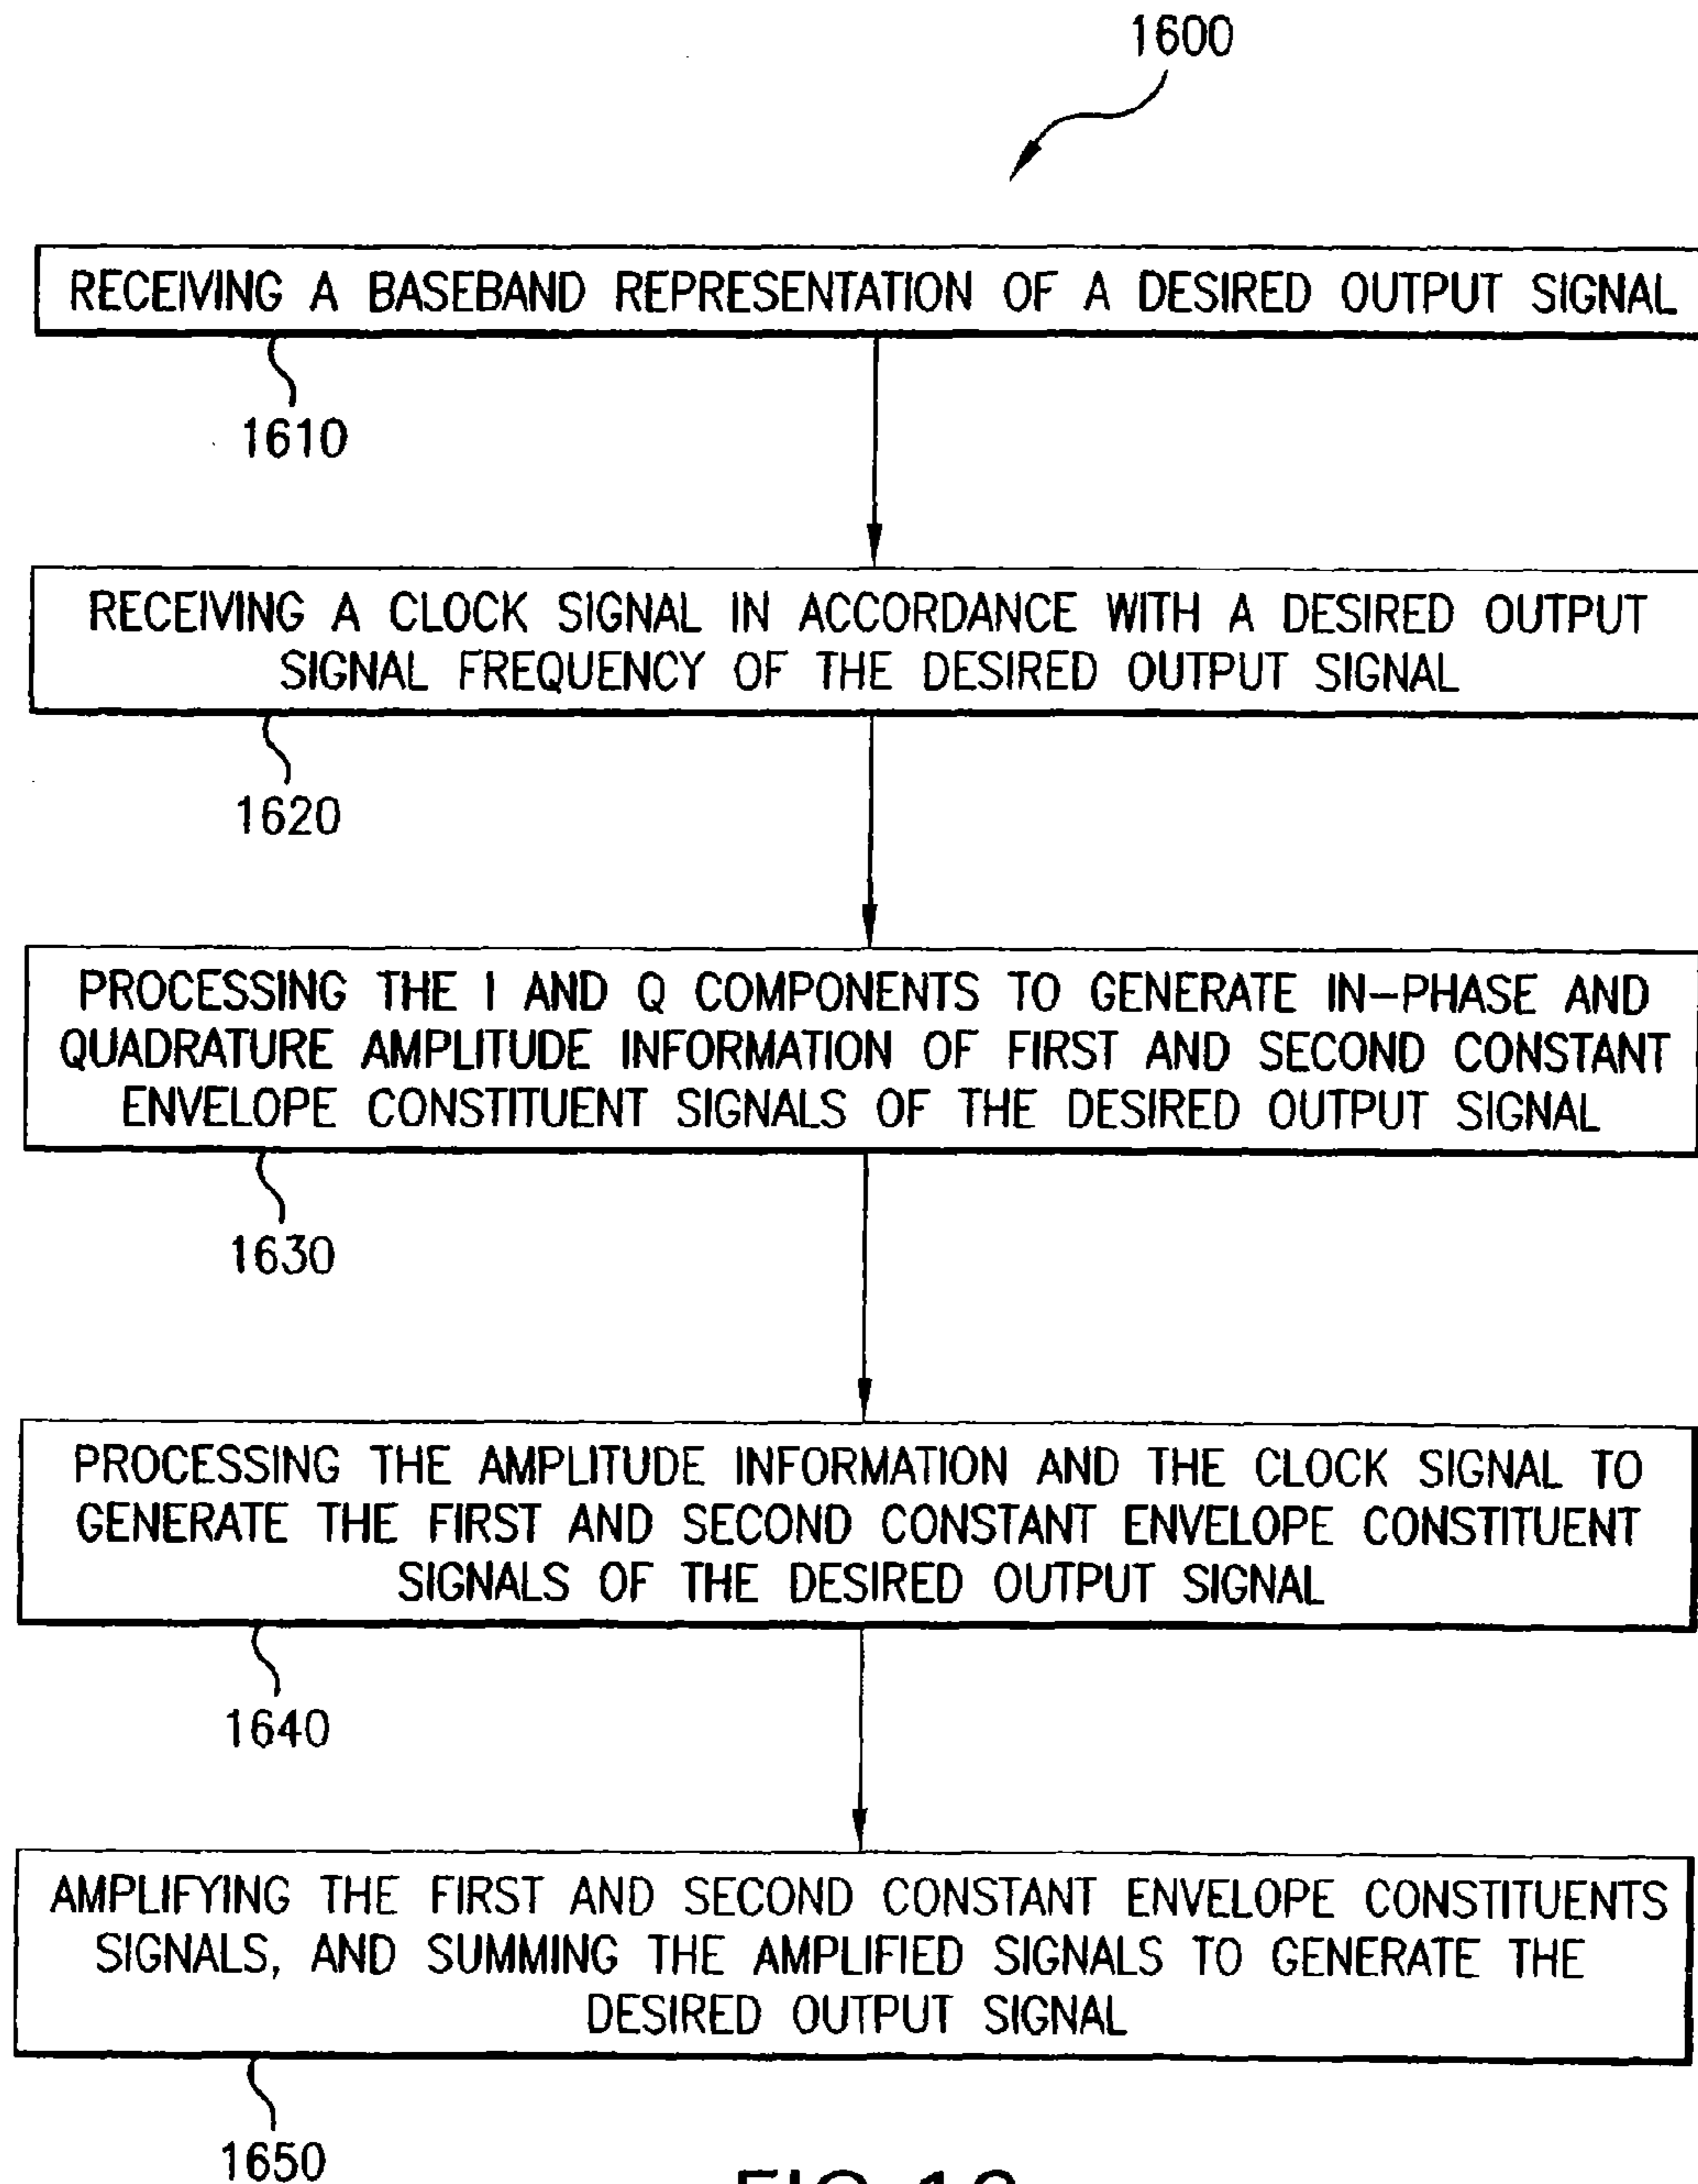 1600
RECEIVING A BASEBAND REPRESENTATION OF A DESIRED OUTPUT SIGNAL
1610
RECEIVING A CLOCK SIGNAL IN ACCORDANCE WITH A DESIRED OUTPUT
SIGNAL FREQUENCY OF THE DESIRED OUTPUT SIGNAL
1620
PROCESSING THE I AND Q COMPONENTS TO GENERATE IN-PHASE AND
QUADRATURE AMPLITUDE INFORMATION OF FIRST AND SECOND CONSTANT
ENVELOPE CONSTITUENT SIGNALS OF THE DESIRED OUTPUT SIGNAL
1630
PROCESSING THE AMPLITUDE INFORMATION AND THE CLOCK SIGNAL TO
GENERATE THE FIRST AND SECOND CONSTANT ENVELOPE CONSTITUENT
SIGNALS OF THE DESIRED OUTPUT SIGNAL
1640
AMPLIFYING THE FIRST AND SECOND CONSTANT ENVELOPE CONSTITUENTS
SIGNALS, AND SUMMING THE AMPLIFIED SIGNALS TO GENERATE THE
DESIRED OUTPUT SIGNAL
1650